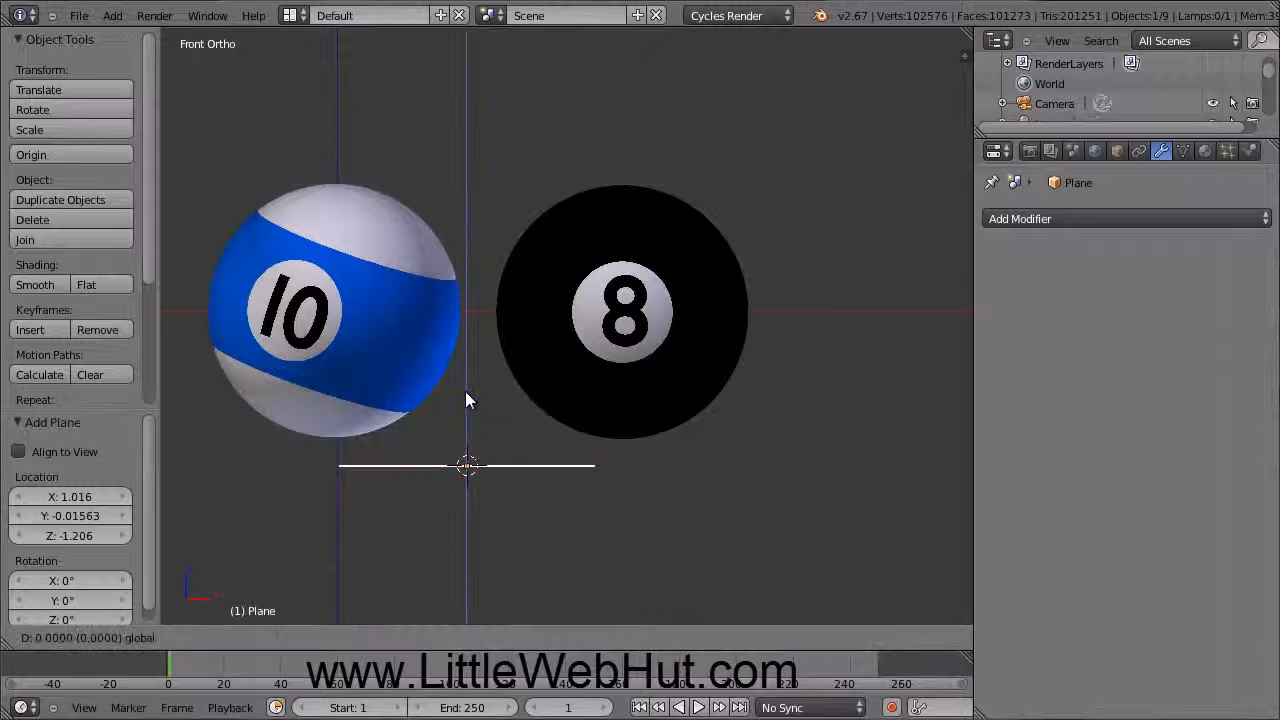 File Add Render Window Help Default Scene Cycles Render v2.67 | Verts:102576 | Faces:101273 | Tris:201251 | Objects:1/9 | Lamps:0/1 | Mem:3
Object Tools
Transform:
Translate
Rotate
Scale
Origin
Object:
Duplicate Objects
Delete
Join
Shading:
Smooth Flat
Keyframes:
Insert Remove
Motion Paths:
Calculate Clear
Repeat:
Add Plane
Align to View
Location
X: 1.016
Y: -0.01563
Z: -1.206
Rotation
X: 0°
Y: 0°
Z: 0°
Front Ortho
10
8
(1) Plane
D: 0.0000 (0.0000) global
View Search All Scenes
RenderLayers
World
Camera
Plane
Add Modifier
www.LittleWebHut.com
-40 -20 0 20 40 60 100 120 200 220 240 260
View Marker Frame Playback Start: 1 End: 250 1 No Sync